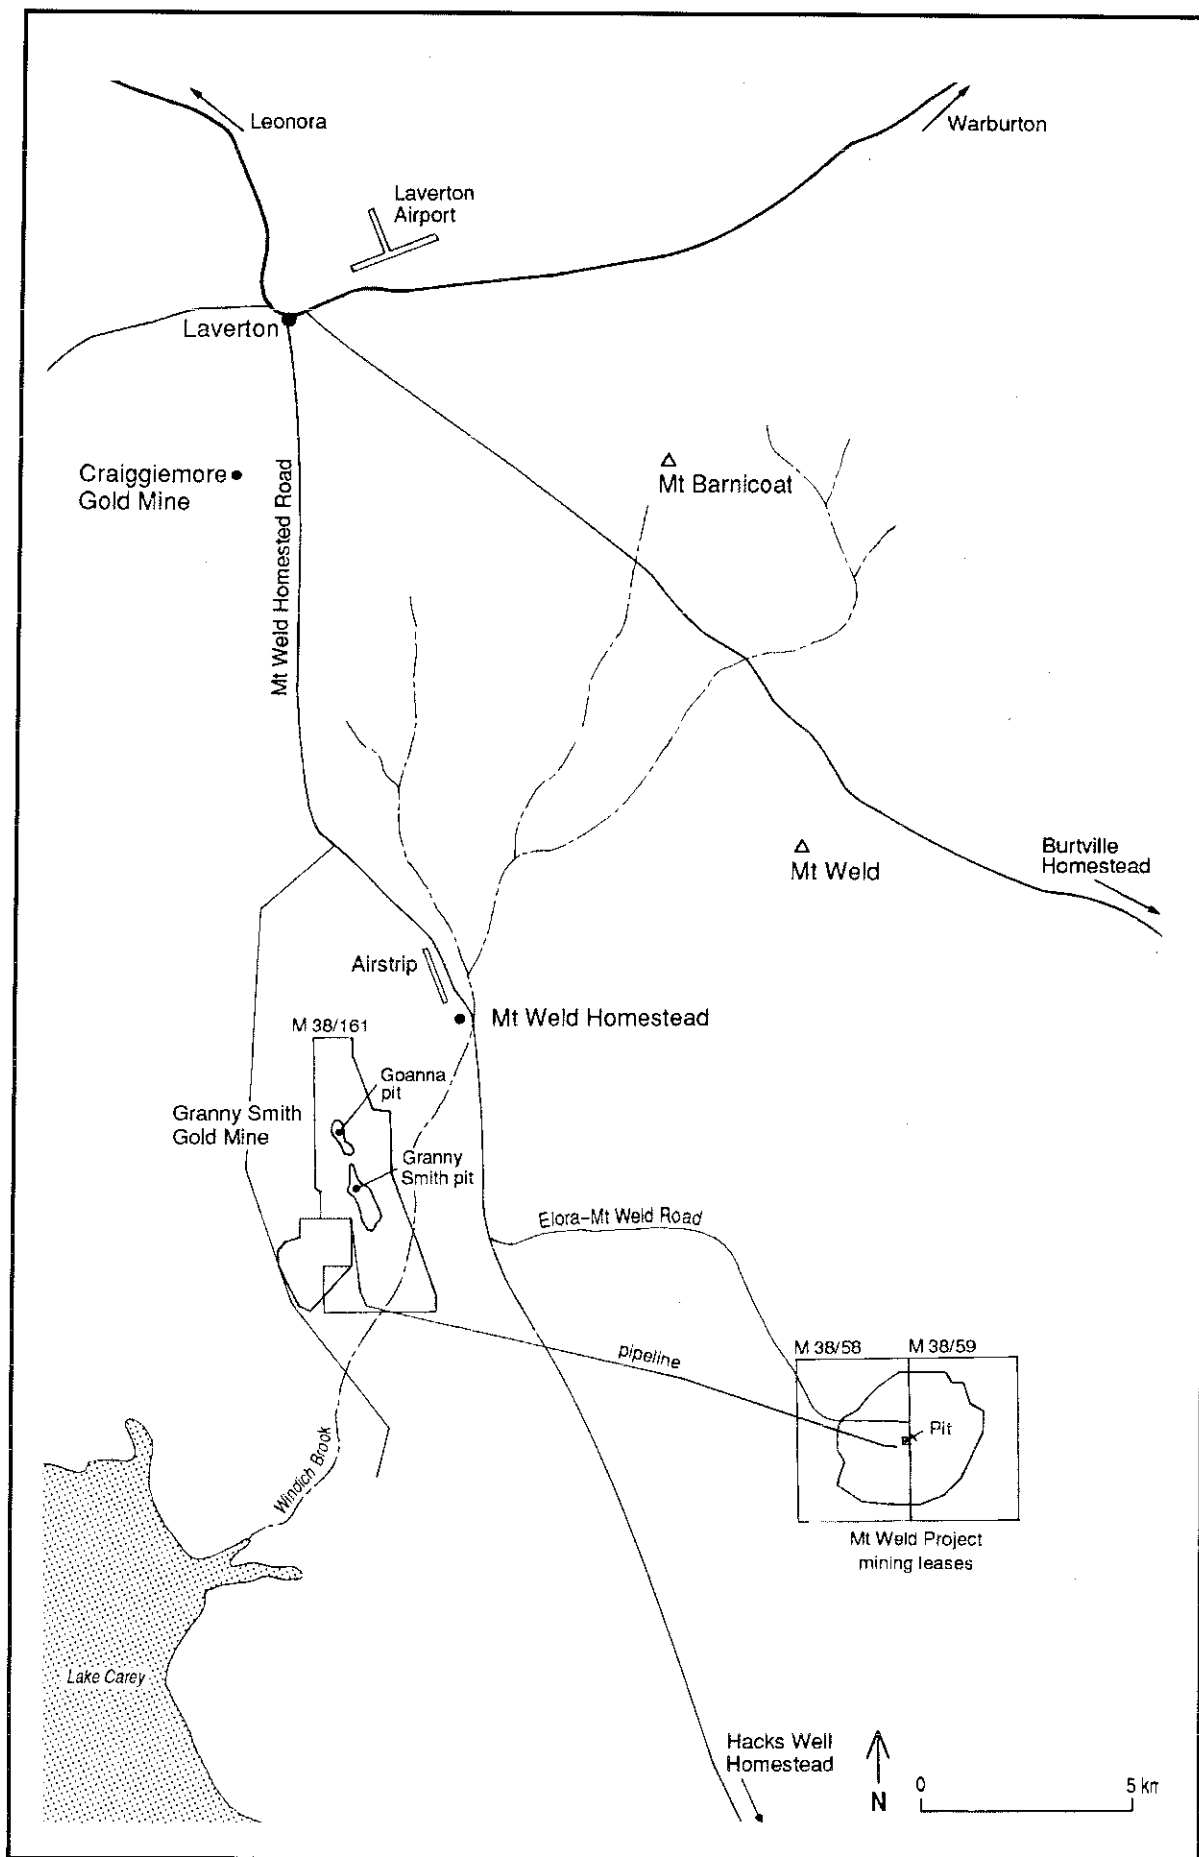 Leonora
Warburton
Laverton
Airport
Laverton
Craiggiemore
Gold Mine
Mt Weld Homested Road
Mt Barnicoat
Mt Weld
Burtville
Homestead
Airstrip
Mt Weld Homestead
M 38/161
Goanna
pit
Granny Smith
Gold Mine
Granny
Smith pit
Elora-Mt Weld Road
pipeline
M 38/58
M 38/59
Pit
Mt Weld Project
mining leases
Windich Brook
Lake Carey
Hacks Well
Homestead
N
0
5 km